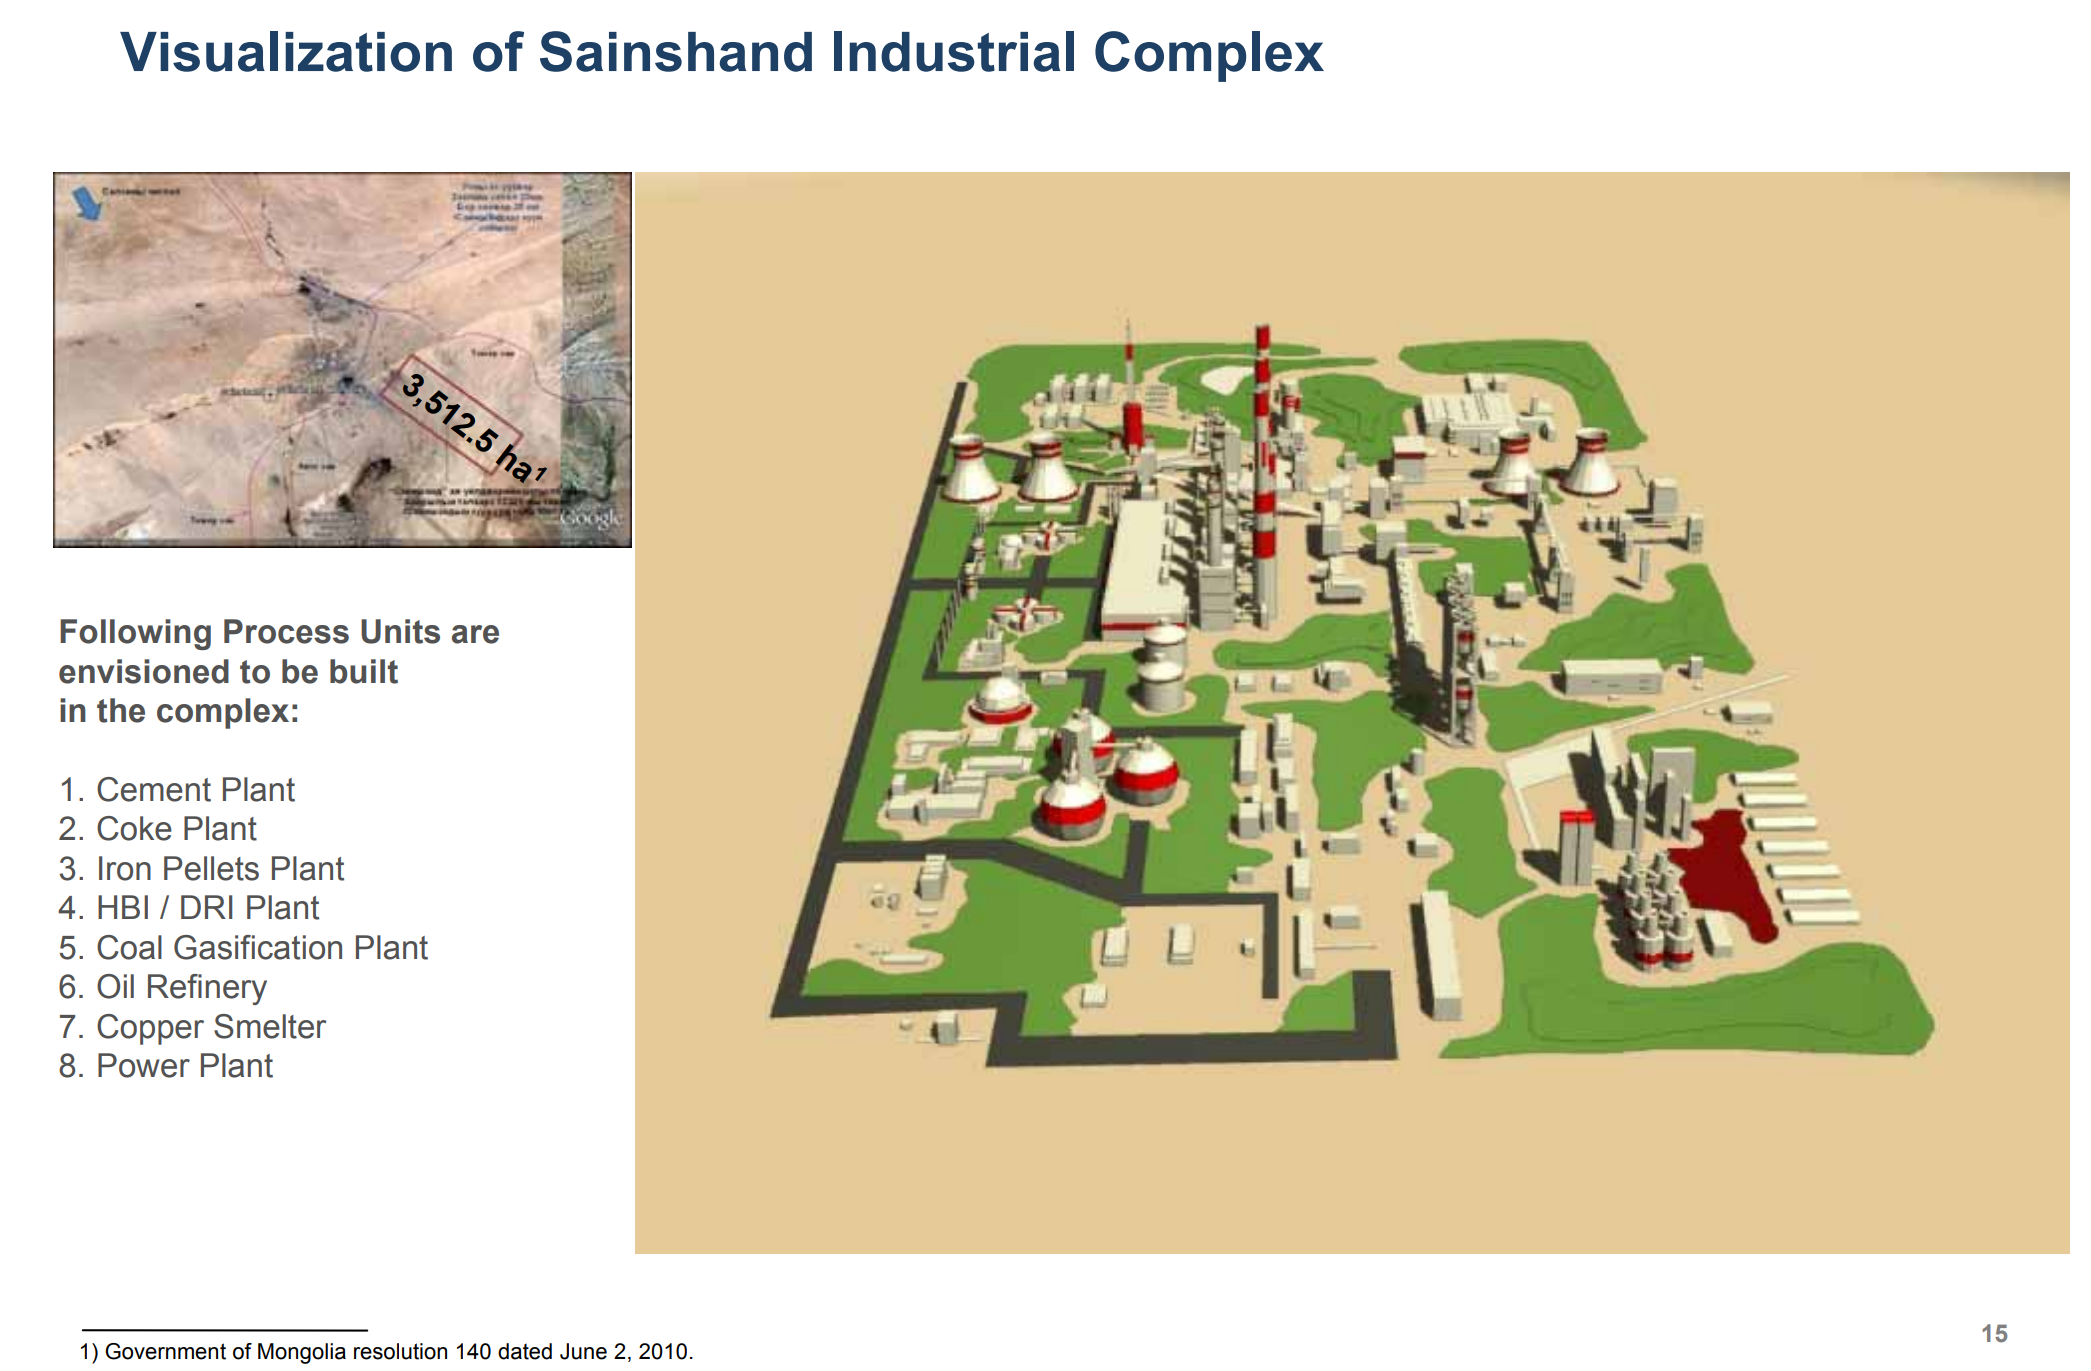 Visualization of Sainshand Industrial Complex
3,512.5 ha¹
Google
Following Process Units are
envisioned to be built
in the complex:
1. Cement Plant
2. Coke Plant
3. Iron Pellets Plant
4. HBI / DRI Plant
5. Coal Gasification Plant
6. Oil Refinery
7. Copper Smelter
8. Power Plant
1) Government of Mongolia resolution 140 dated June 2, 2010.
15